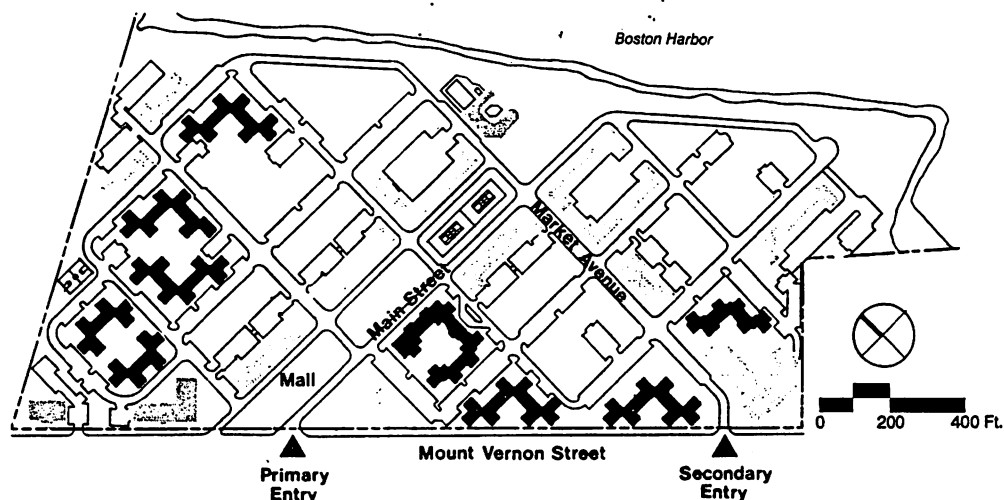 Boston Harbor
Market Avenue
Main Street
Mall
Mount Vernon Street
Primary
Entry
Secondary
Entry
0 200 400 Ft.